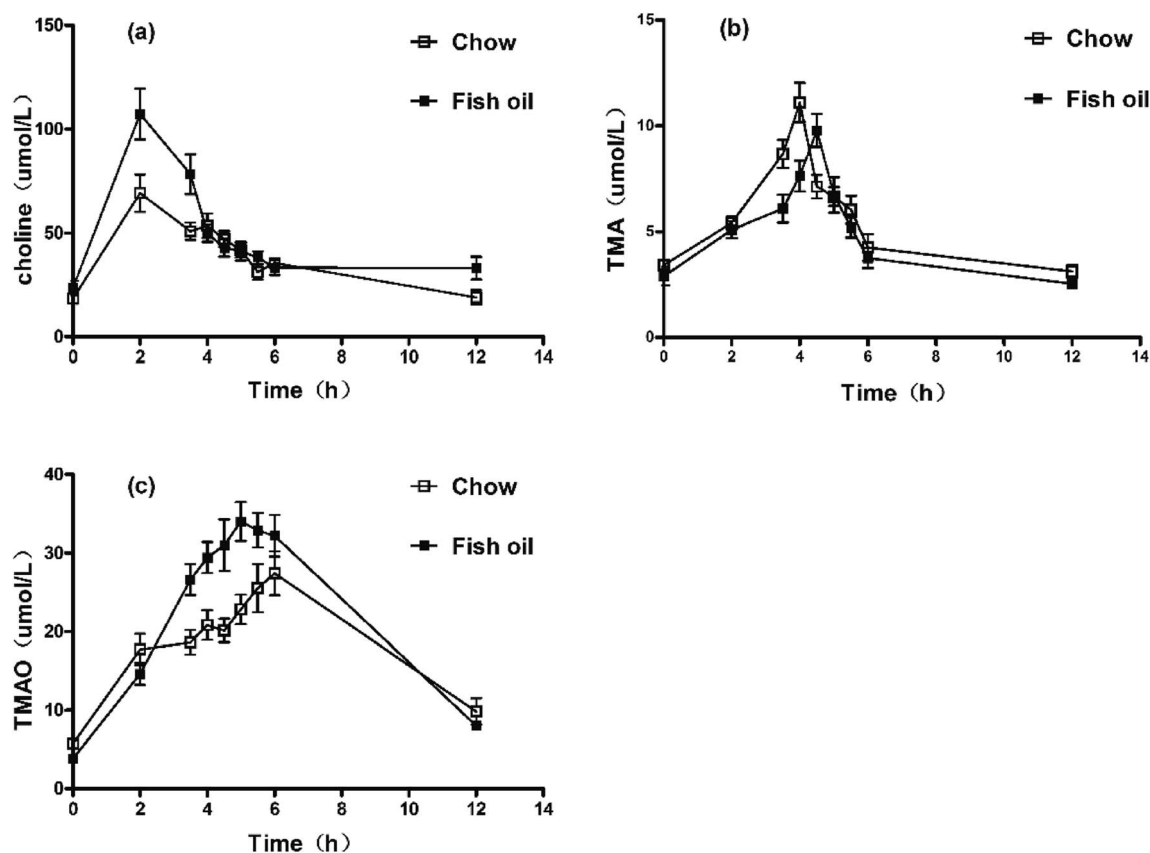 (a)
Chow
Fish oil
choline (umol/L)
150
100
50
0
0 2 4 6 8 10 12 14
Time (h)
(b)
Chow
Fish oil
TMA (umol/L)
15
10
5
0
0 2 4 6 8 10 12 14
Time (h)
(c)
Chow
Fish oil
TMAO (umol/L)
40
30
20
10
0
0 2 4 6 8 10 12 14
Time (h)